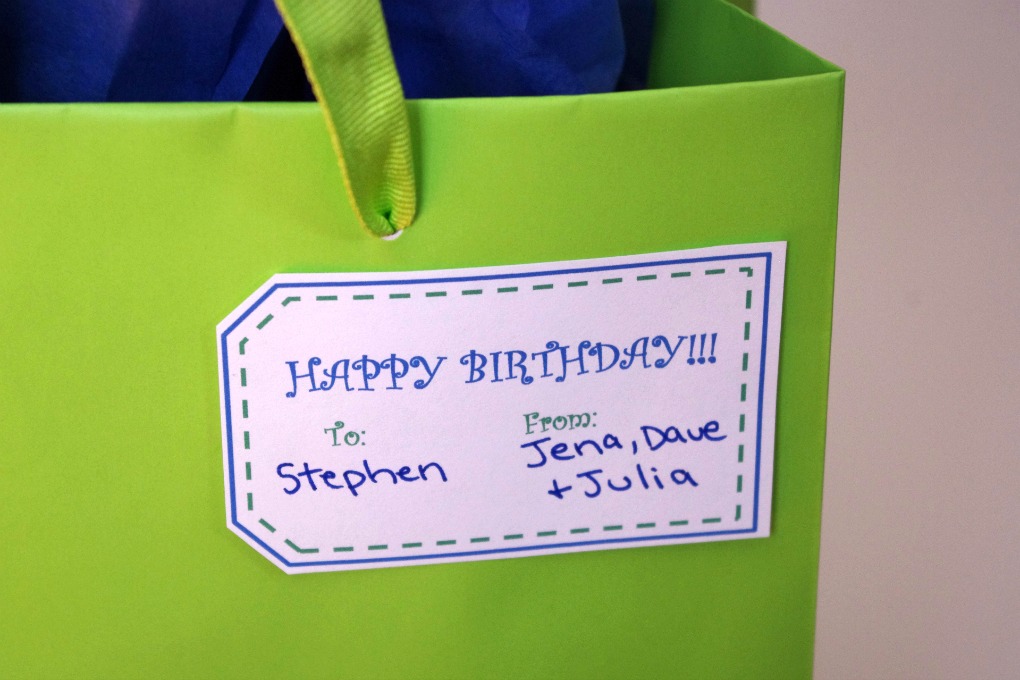 HAPPY BIRTHDAY!!!
To:
Stephen
From:
Jena, Dave
+ Julia